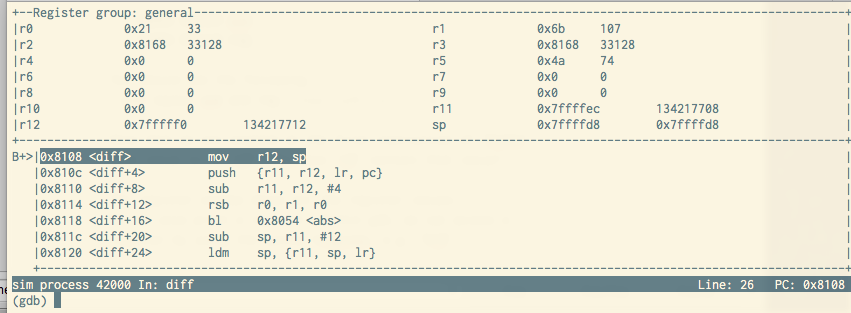 +--Register group: general--
|r0 0x21 33 r1 0x6b 107 |
|r2 0x8168 33128 r3 0x8168 33128 |
|r4 0x0 0 r5 0x4a 74 |
|r6 0x0 0 r7 0x0 0 |
|r8 0x0 0 r9 0x0 0 |
|r10 0x0 0 r11 0x7ffffec 134217708 |
|r12 0x7fffff0 134217712 sp 0x7ffffd8 0x7ffffd8 |
B+>|0x8108 <diff> mov r12, sp |
|0x810c <diff+4> push {r11, r12, lr, pc} |
|0x8110 <diff+8> sub r11, r12, #4 |
|0x8114 <diff+12> rsb r0, r1, r0 |
|0x8118 <diff+16> bl 0x8054 <abs> |
|0x811c <diff+20> sub sp, r11, #12 |
|0x8120 <diff+24> ldm sp, {r11, sp, lr} |
sim process 42000 In: diff Line: 26 PC: 0x8108
(gdb)